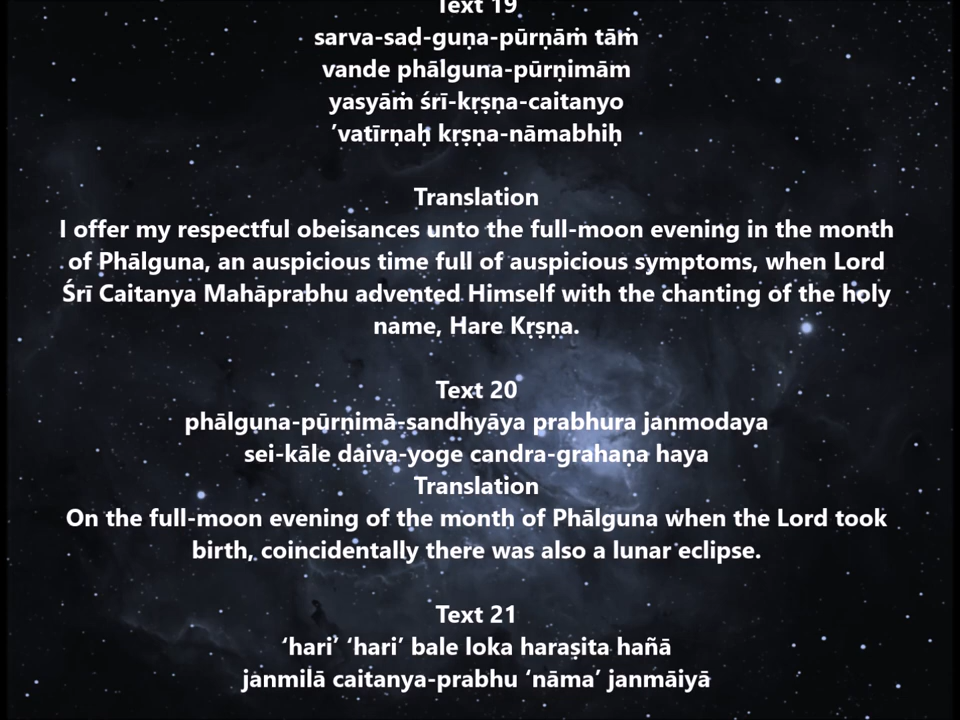 Text 19
sarva-sad-guṇa-pūrṇāṁ tāṁ
vande phālguna-pūrṇimām
yasyāṁ śrī-kṛṣṇa-caitanyo
’vatīrṇaḥ kṛṣṇa-nāmabhiḥ
Translation
I offer my respectful obeisances unto the full-moon evening in the month
of Phālguna, an auspicious time full of auspicious symptoms, when Lord
Śrī Caitanya Mahāprabhu advented Himself with the chanting of the holy
name, Hare Kṛṣṇa.
Text 20
phālguna-pūrṇimā-sandhyāya prabhura janmodaya
sei-kāle daiva-yoge candra-grahaṇa haya
Translation
On the full-moon evening of the month of Phālguna when the Lord took
birth, coincidentally there was also a lunar eclipse.
Text 21
‘hari’ ‘hari’ bale loka haraṣita hañā
janmilā caitanya-prabhu ‘nāma’ janmāiyā